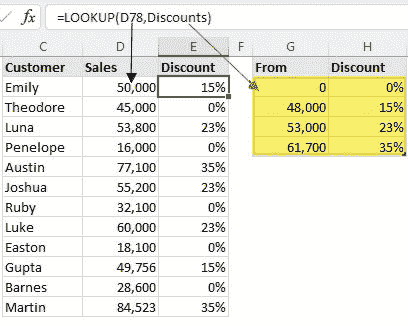 fx =LOOKUP(D78,Discounts)
C D E F G H
Customer Sales Discount From Discount
Emily 50,000 15% 0 0%
Theodore 45,000 0% 48,000 15%
Luna 53,800 23% 53,000 23%
Penelope 16,000 0% 61,700 35%
Austin 77,100 35%
Joshua 55,200 23%
Ruby 32,100 0%
Luke 60,000 23%
Easton 18,100 0%
Gupta 49,756 15%
Barnes 28,600 0%
Martin 84,523 35%